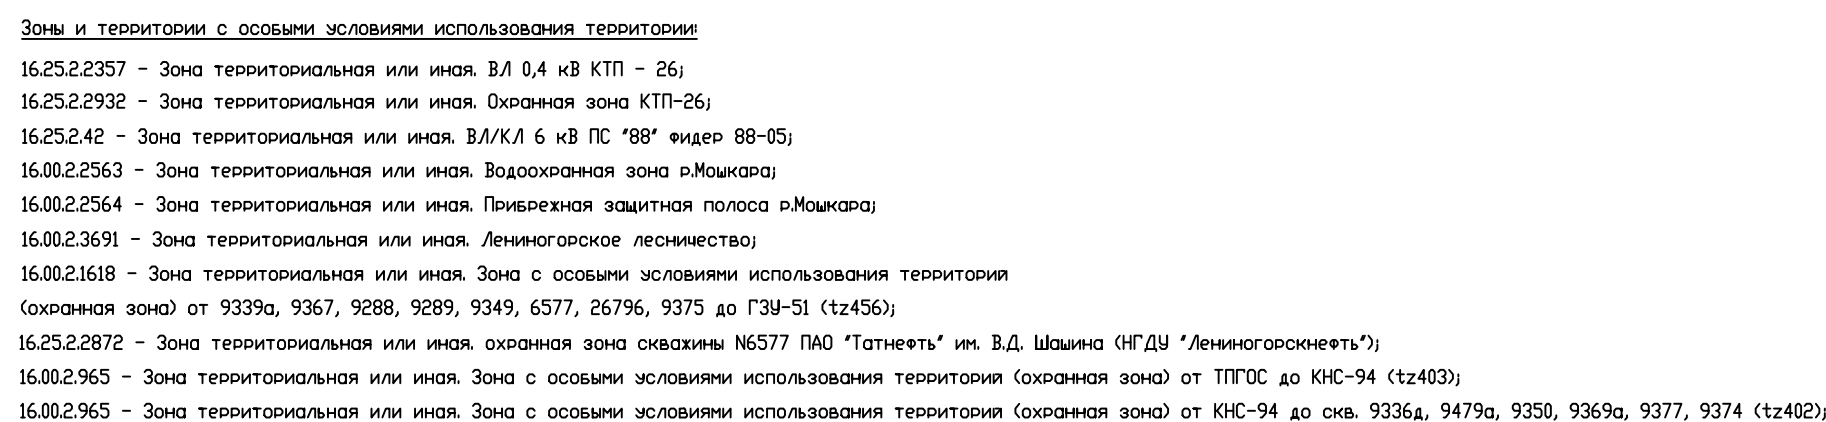 Зоны и территории с особыми условиями использования территории:
16.25.2.2357 - Зона территориальная или иная. ВЛ 0,4 кВ КТП - 26;
16.25.2.2932 - Зона территориальная или иная. Охранная зона КТП-26;
16.25.2.42 - Зона территориальная или иная. ВЛ/КЛ 6 кВ ПС "88" фидер 88-05;
16.00.2.2563 - Зона территориальная или иная. Водоохранная зона р.Мошкара;
16.00.2.2564 - Зона территориальная или иная. Прибрежная защитная полоса р.Мошкара;
16.00.2.3691 - Зона территориальная или иная. Лениногорское лесничество;
16.00.2.1618 - Зона территориальная или иная. Зона с особыми условиями использования территорий
(охранная зона) от 9339а, 9367, 9288, 9289, 9349, 6577, 26796, 9375 до ГЗУ-51 (tz456);
16.25.2.2872 - Зона территориальная или иная. охранная зона скважины N6577 ПАО "Татнефть" им. В.Д. Шашина (НГДУ "Лениногорскнефть");
16.00.2.965 - Зона территориальная или иная. Зона с особыми условиями использования территорий (охранная зона) от ТПГОС до КНС-94 (tz403);
16.00.2.965 - Зона территориальная или иная. Зона с особыми условиями использования территорий (охранная зона) от КНС-94 до скв. 9336д, 9479а, 9350, 9369а, 9377, 9374 (tz402);